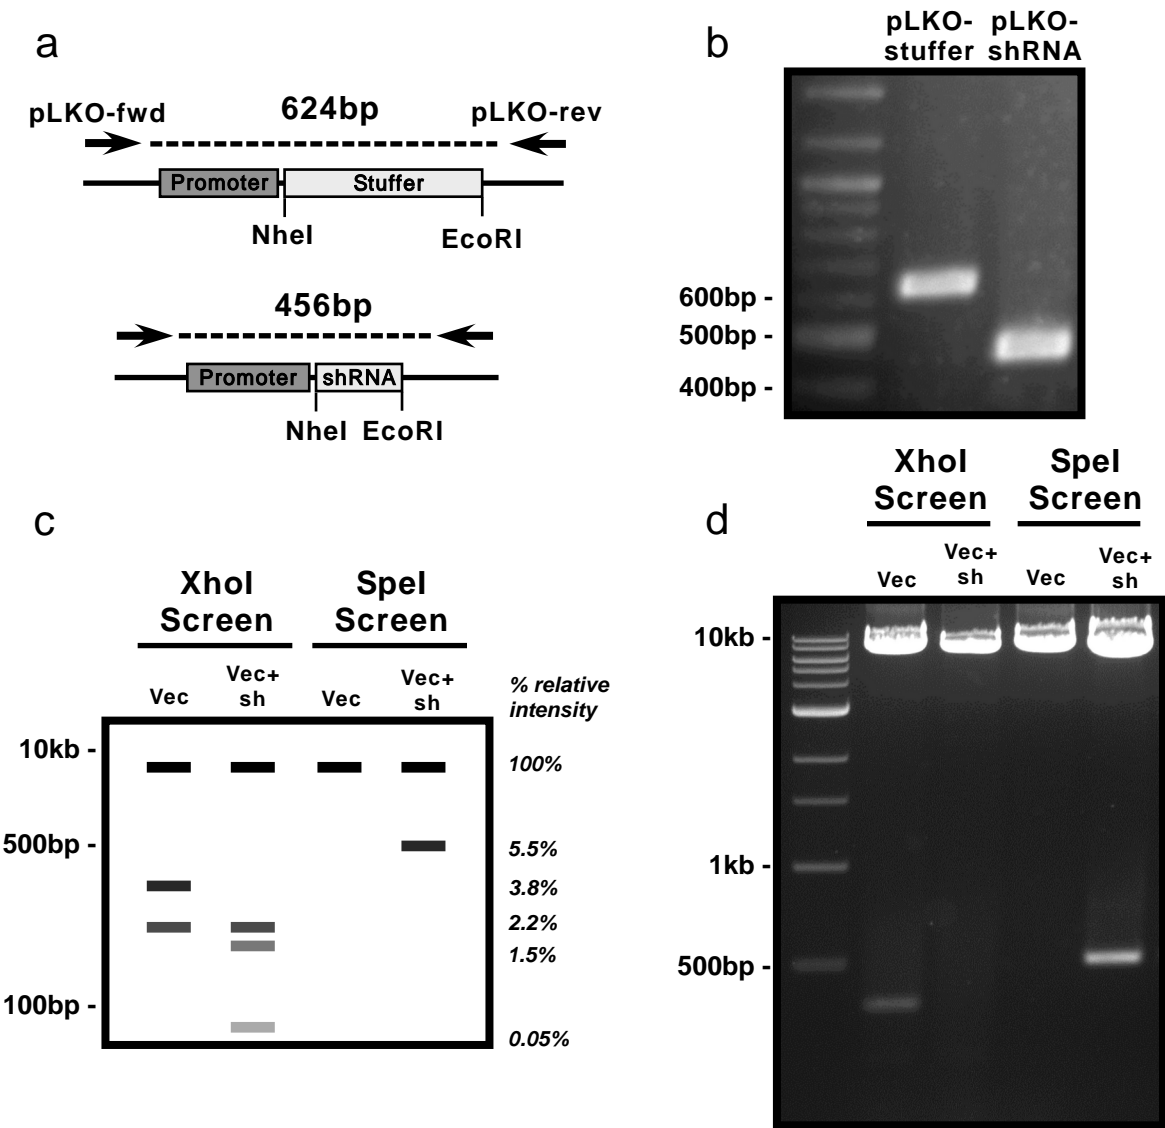 a
624bp
pLKO-fwd
pLKO-rev
Promoter
Stuffer
NheI
EcoRI
456bp
Promoter
shRNA
NheI EcoRI
b
pLKO-
stuffer
pLKO-
shRNA
600bp -
500bp -
400bp -
c
XhoI
Screen
SpeI
Screen
Vec
Vec+
sh
Vec
Vec+
sh
% relative
intensity
10kb -
500bp -
100bp -
100%
5.5%
3.8%
2.2%
1.5%
0.05%
d
XhoI
Screen
SpeI
Screen
Vec
Vec+
sh
Vec
Vec+
sh
10kb -
1kb -
500bp -